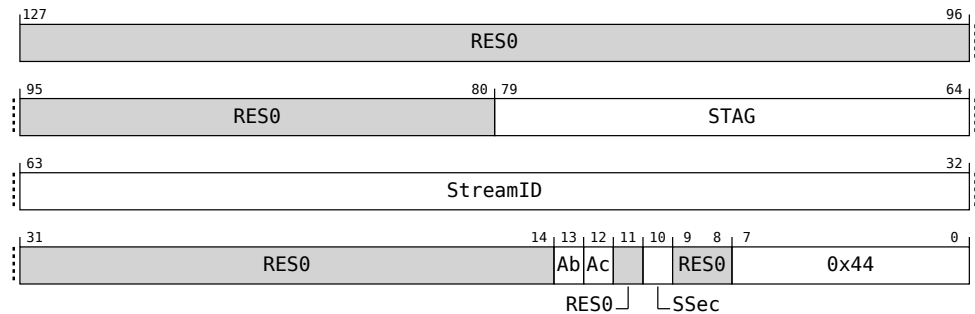 127 96
RES0
95 80 79 64
RES0 STAG
63 32
StreamID
31 14 13 12 11 10 9 8 7 0
RES0 Ab Ac RES0 0x44
RES0 SSec